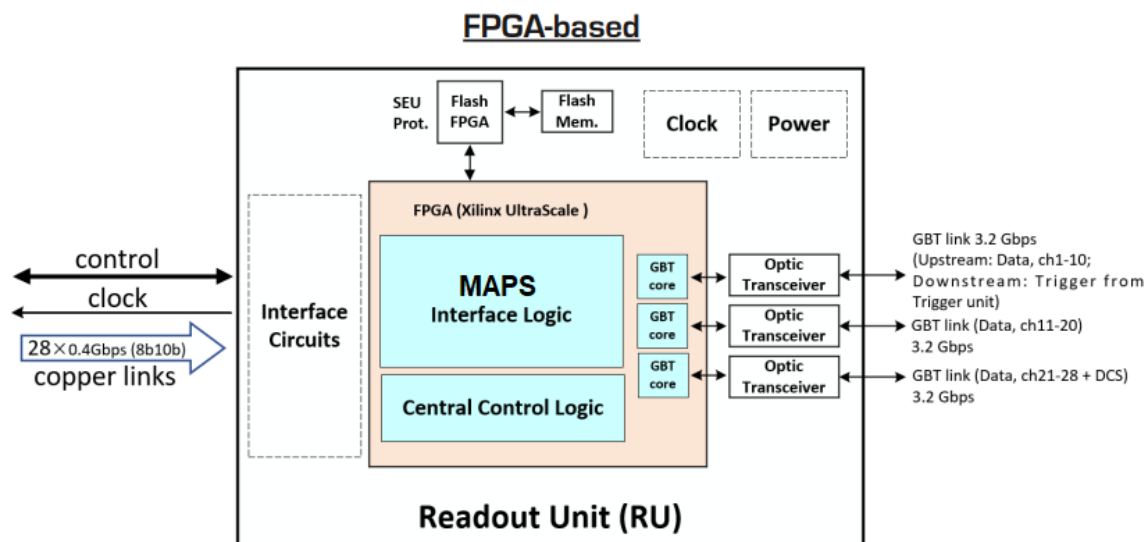 FPGA-based
SEU
Prot.
Flash
FPGA
Flash
Mem.
Clock
Power
FPGA (Xilinx UltraScale )
control
clock
28×0.4Gbps (8b10b)
copper links
Interface
Circuits
MAPS
Interface Logic
Central Control Logic
GBT
core
GBT
core
GBT
core
Optic
Transceiver
Optic
Transceiver
Optic
Transceiver
GBT link 3.2 Gbps
(Upstream: Data, ch1-10;
Downstream: Trigger from
Trigger unit)
GBT link (Data, ch11-20)
3.2 Gbps
GBT link (Data, ch21-28 + DCS)
3.2 Gbps
Readout Unit (RU)